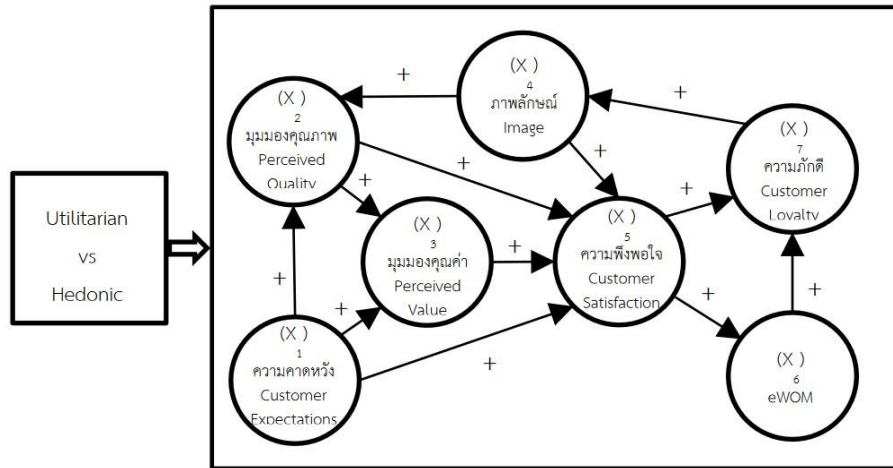 Utilitarian
vs
Hedonic
(X )
2
มุมมองคุณภาพ
Perceived
Quality
(X )
4
ภาพลักษณ์
Image
(X )
7
ความภักดี
Customer
Loyalty
(X )
3
มุมมองคุณค่า
Perceived
Value
(X )
5
ความพึงพอใจ
Customer
Satisfaction
(X )
1
ความคาดหวัง
Customer
Expectations
(X )
6
eWOM
+
+
+
+
+
+
+
+
+
+
+
+